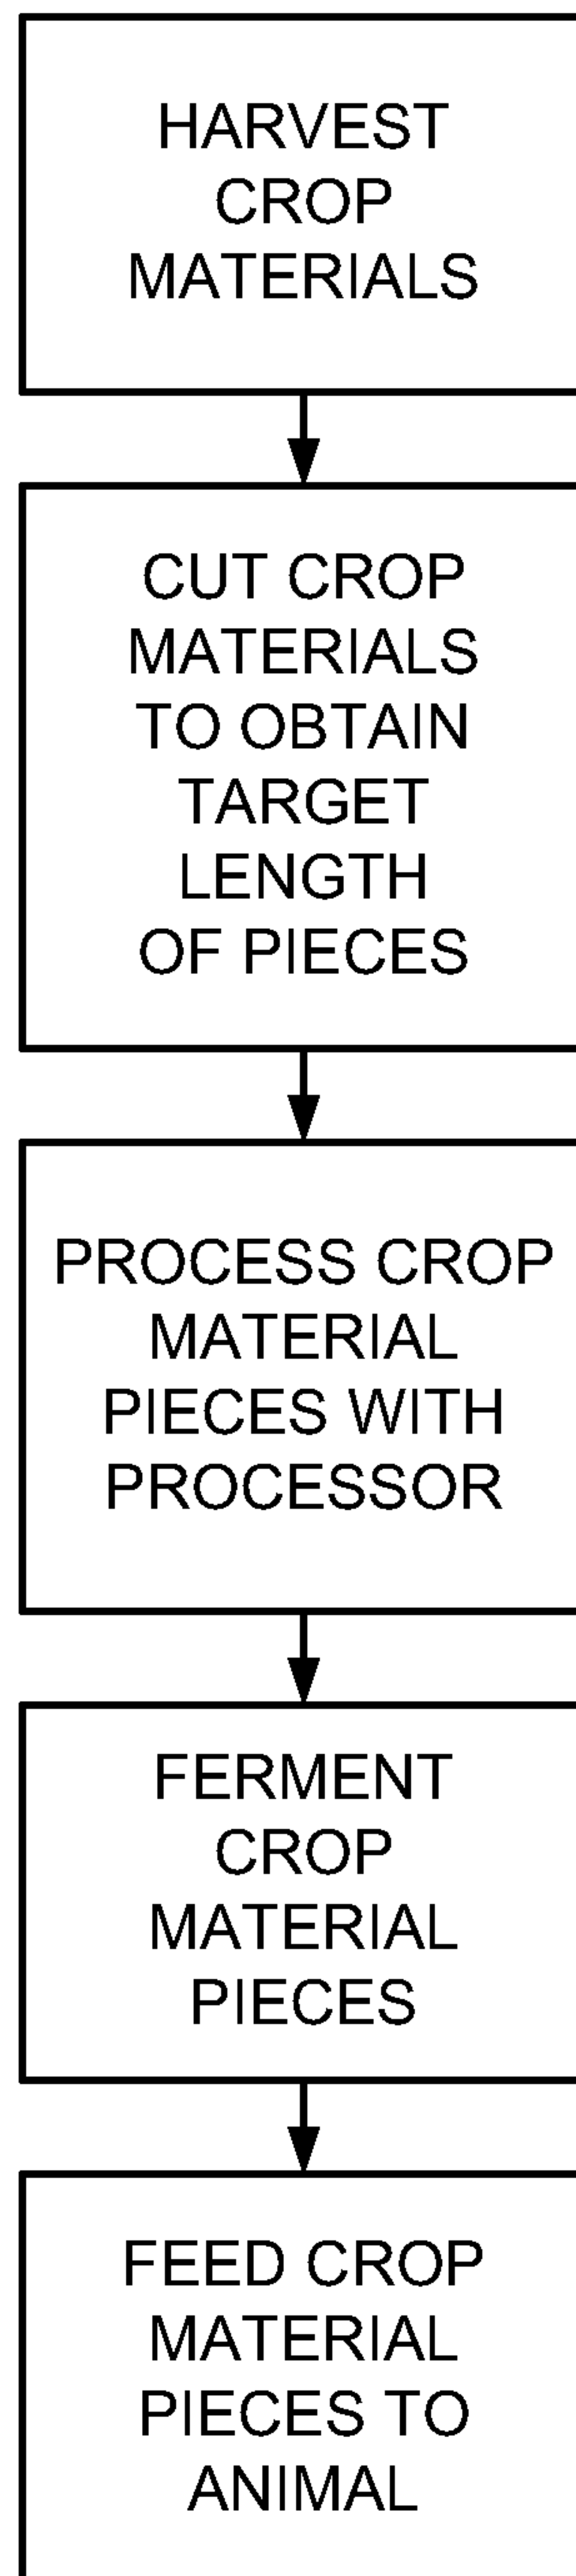 HARVEST
CROP
MATERIALS
CUT CROP
MATERIALS
TO OBTAIN
TARGET
LENGTH
OF PIECES
PROCESS CROP
MATERIAL
PIECES WITH
PROCESSOR
FERMENT
CROP
MATERIAL
PIECES
FEED CROP
MATERIAL
PIECES TO
ANIMAL